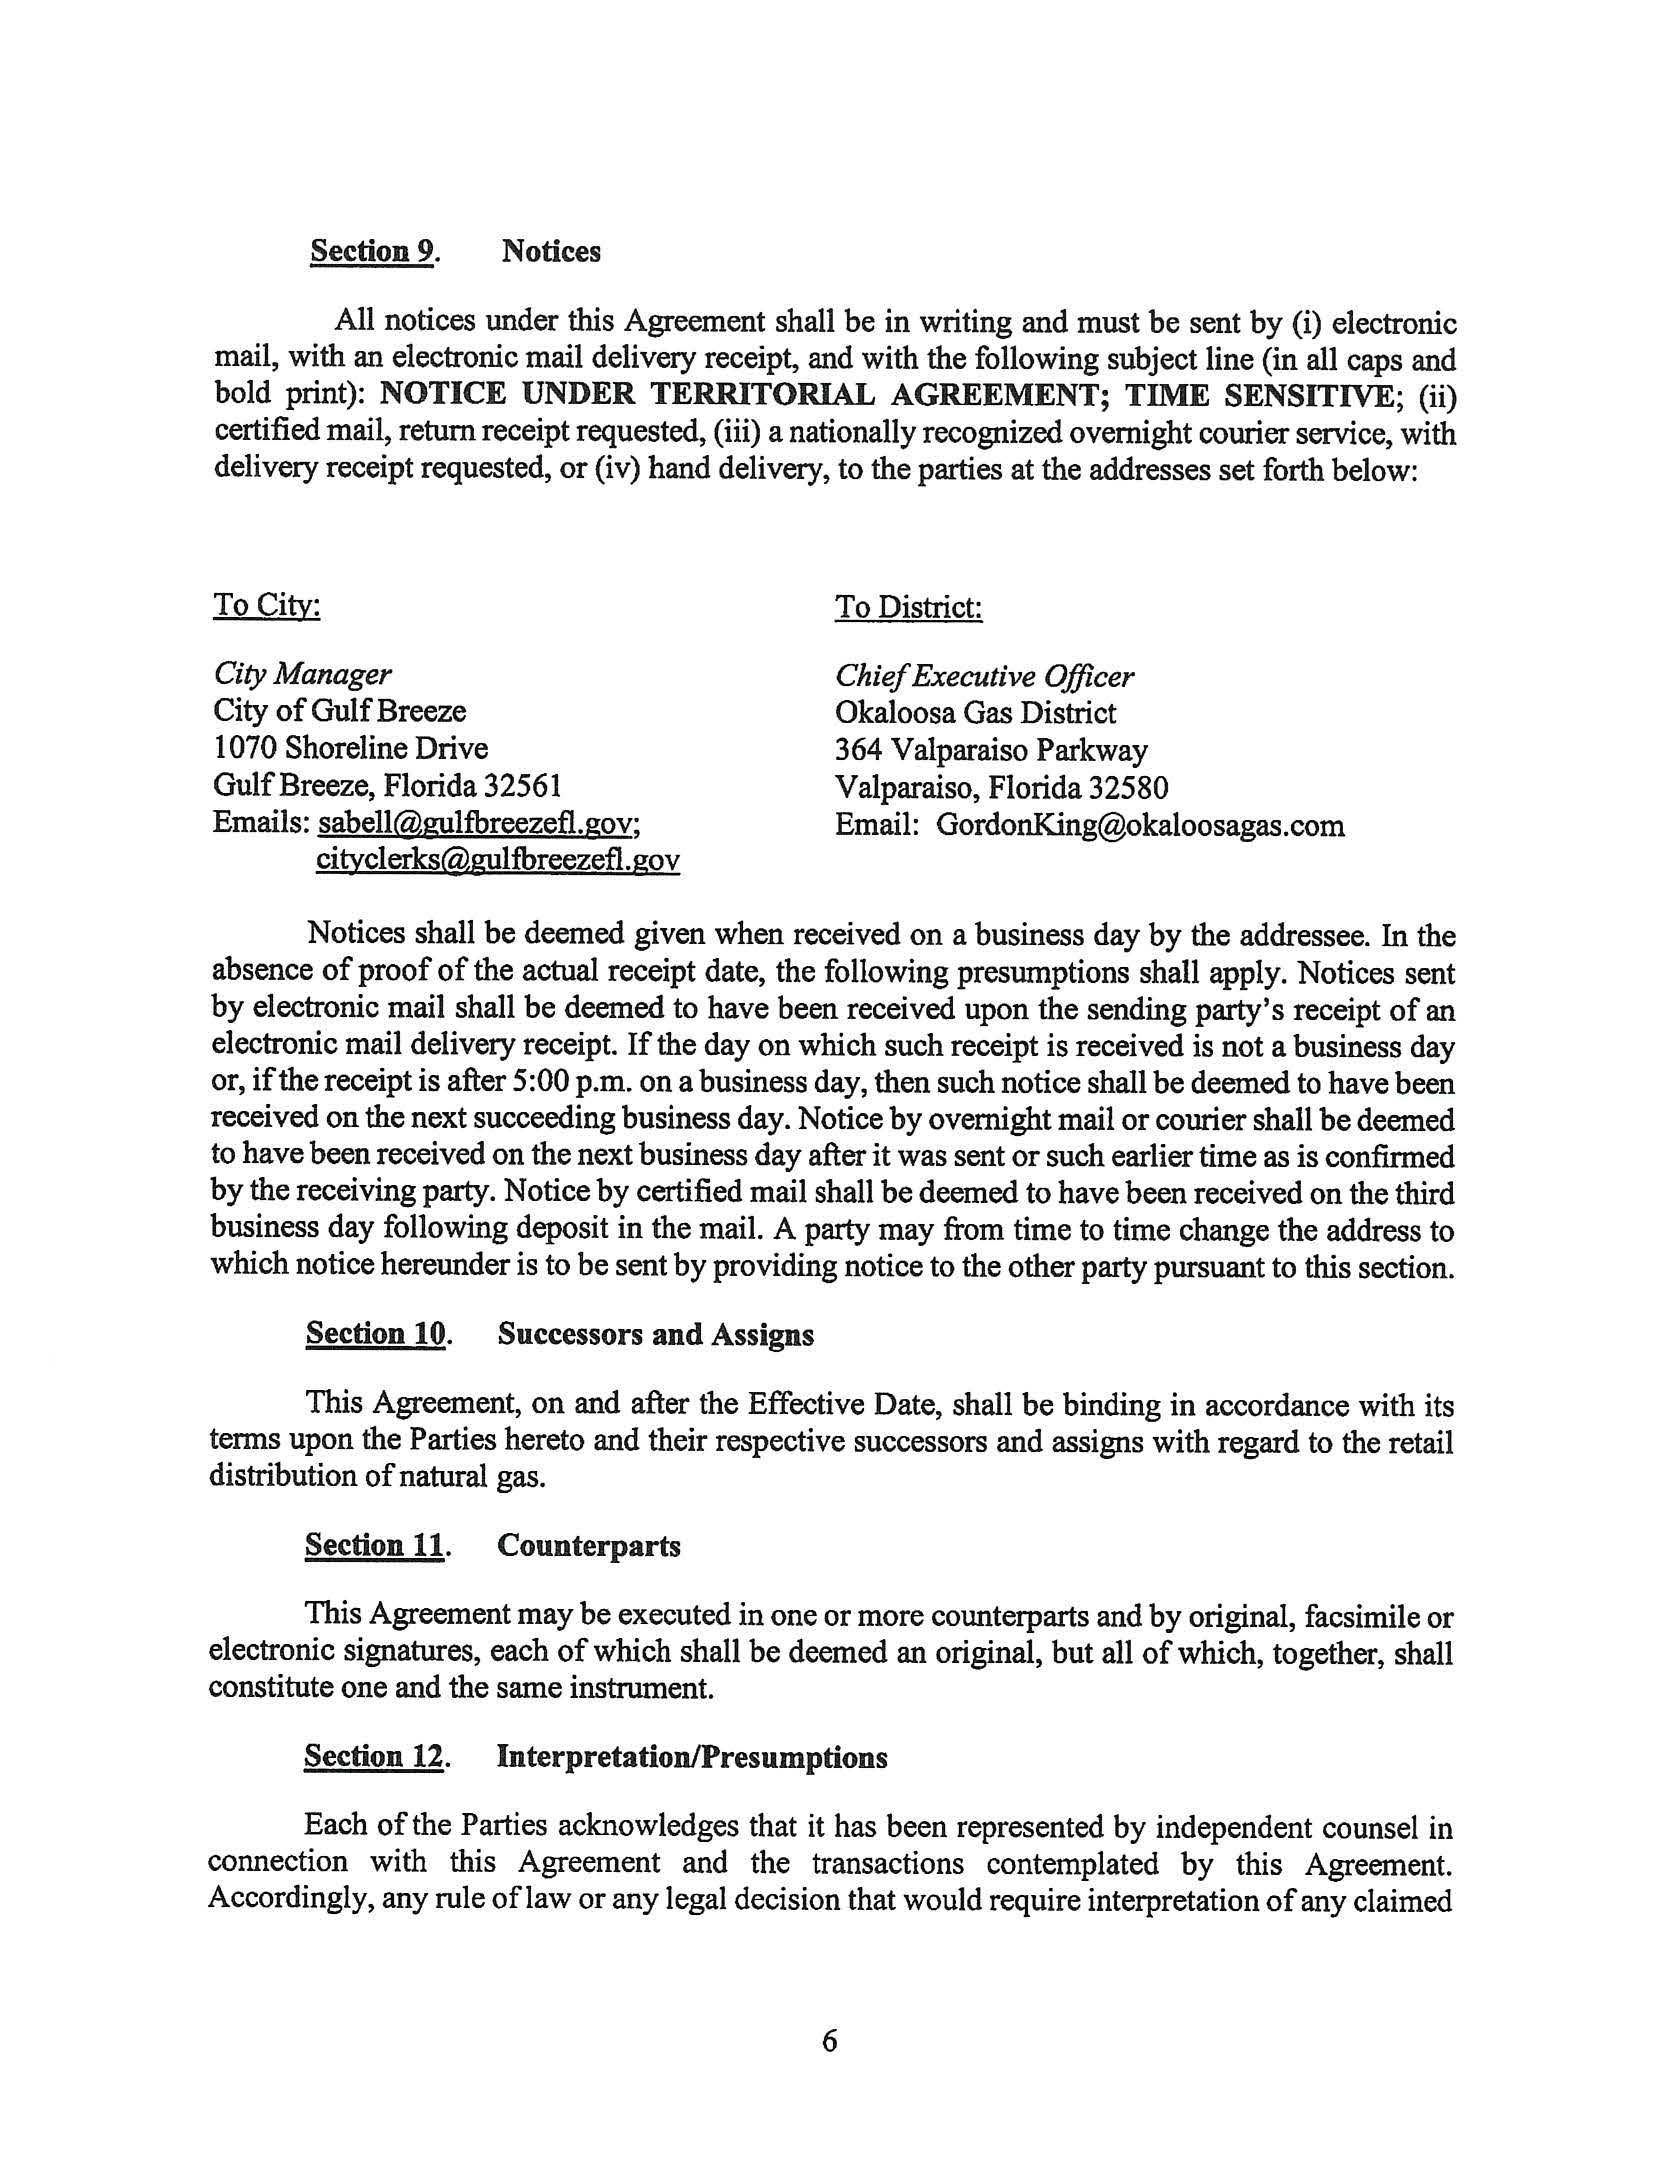 Section 9. Notices
All notices under this Agreement shall be in writing and must be sent by (i) electronic
mail, with an electronic mail delivery receipt, and with the following subject line (in all caps and
bold print): NOTICE UNDER TERRITORIAL AGREEMENT; TIME SENSITIVE; (ii)
certified mail, return receipt requested, (iii) a nationally recognized overnight courier service, with
delivery receipt requested, or (iv) hand delivery, to the parties at the addresses set forth below:
To City:
City Manager
City of Gulf Breeze
1070 Shoreline Drive
Gulf Breeze, Florida 32561
Emails: sabell@gulfbreezefl.gov;
cityclerks@gulfbreezefl.gov
To District:
Chief Executive Officer
Okaloosa Gas District
364 Valparaiso Parkway
Valparaiso, Florida 32580
Email: GordonKing@okaloosagas.com
Notices shall be deemed given when received on a business day by the addressee. In the
absence of proof of the actual receipt date, the following presumptions shall apply. Notices sent
by electronic mail shall be deemed to have been received upon the sending party's receipt of an
electronic mail delivery receipt. If the day on which such receipt is received is not a business day
or, if the receipt is after 5:00 p.m. on a business day, then such notice shall be deemed to have been
received on the next succeeding business day. Notice by overnight mail or courier shall be deemed
to have been received on the next business day after it was sent or such earlier time as is confirmed
by the receiving party. Notice by certified mail shall be deemed to have been received on the third
business day following deposit in the mail. A party may from time to time change the address to
which notice hereunder is to be sent by providing notice to the other party pursuant to this section.
Section 10. Successors and Assigns
This Agreement, on and after the Effective Date, shall be binding in accordance with its
terms upon the Parties hereto and their respective successors and assigns with regard to the retail
distribution of natural gas.
Section 11. Counterparts
This Agreement may be executed in one or more counterparts and by original, facsimile or
electronic signatures, each of which shall be deemed an original, but all of which, together, shall
constitute one and the same instrument.
Section 12. Interpretation/Presumptions
Each of the Parties acknowledges that it has been represented by independent counsel in
connection with this Agreement and the transactions contemplated by this Agreement.
Accordingly, any rule of law or any legal decision that would require interpretation of any claimed
6